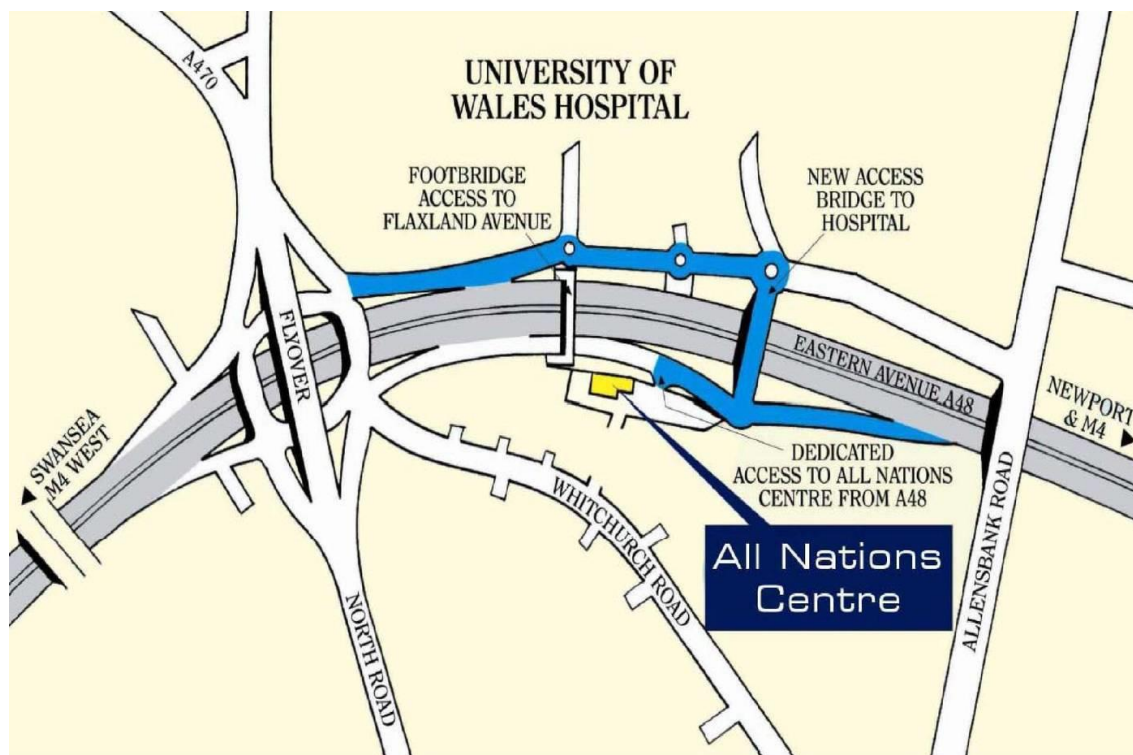 A470
UNIVERSITY OF
WALES HOSPITAL
FOOTBRIDGE
ACCESS TO
FLAXLAND AVENUE
NEW ACCESS
BRIDGE TO
HOSPITAL
FLYOVER
EASTERN AVENUE A48
NEWPORT
& M4
SWANSEA
M4 WEST
DEDICATED
ACCESS TO ALL NATIONS
CENTRE FROM A48
WHITCHURCH ROAD
All Nations
Centre
NORTH ROAD
ALLENSBANK ROAD